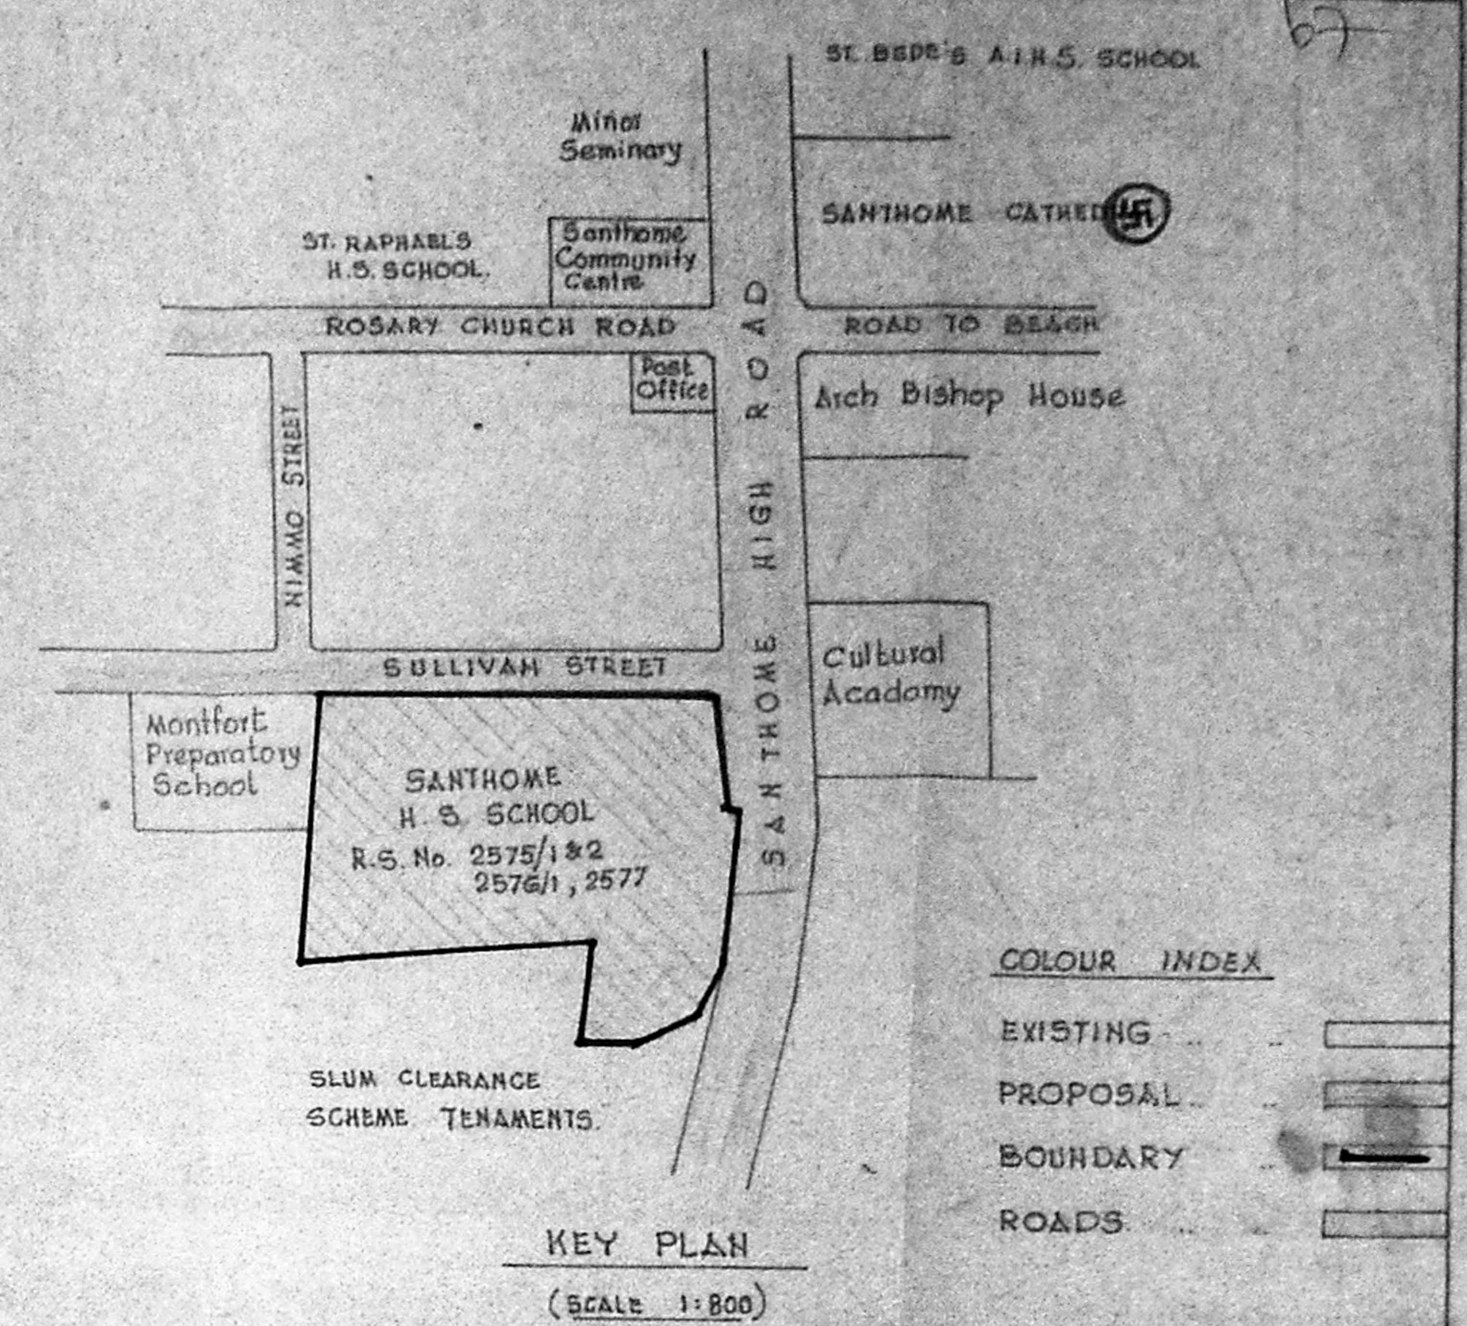 67
ST. BEDE'S A.I.H.S. SCHOOL
Minor
Seminary
SANTHOME CATHED
ST. RAPHAEL'S
H.S. SCHOOL.
Santhome
Community
Centre
ROSARY CHURCH ROAD
ROAD TO BEACH
Post
Office
Arch Bishop House
NIMMO STREET
SANTHOME HIGH ROAD
SULLIVAN STREET
Cultural
Acadamy
Montfort
Preparatory
School
SANTHOME
H.S. SCHOOL
R.S. No. 2575/1&2
2576/1, 2577
COLOUR INDEX
EXISTING
PROPOSAL
BOUNDARY
ROADS
SLUM CLEARANCE
SCHEME TENAMENTS.
KEY PLAN
(SCALE 1:800)